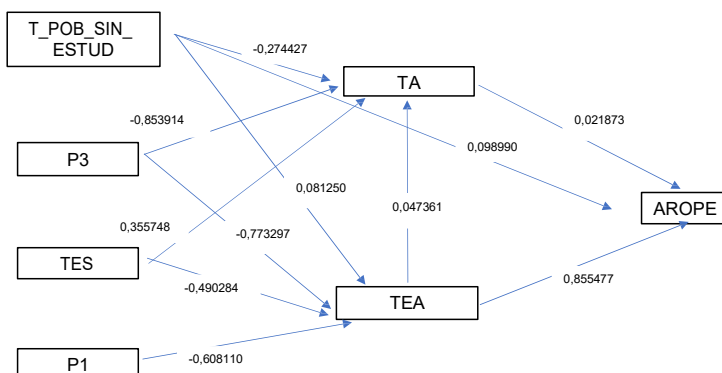 T_POB_SIN_
ESTUD
-0,274427
TA
-0,853914
0,021873
P3
0,098990
0,081250
0,047361
AROPE
0,355748
-0,773297
TES
-0,490284
0,855477
TEA
P1
-0,608110